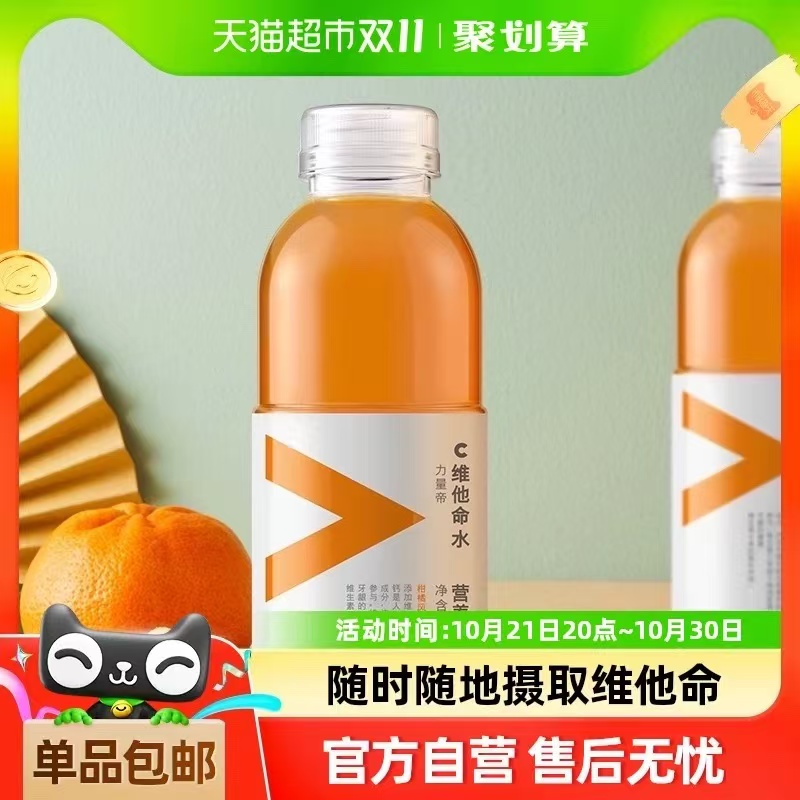 天猫超市双11 聚划算
C维他命水
力量帝
营养
净含
柑橘风
添加维
钙是人
成分,
参与
牙龈的
维生素
活动时间:10月21日20点~10月30日
随时随地摄取维他命
单品包邮
官方自营 售后无忧